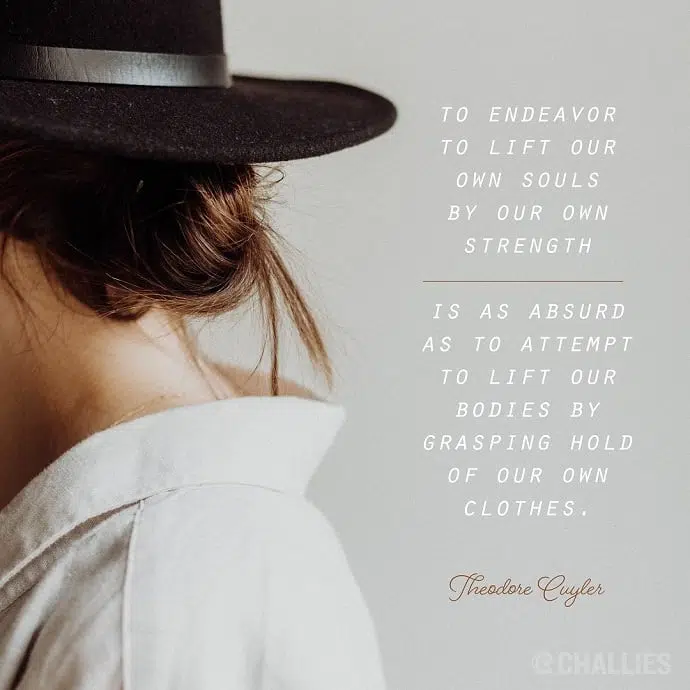 TO ENDEAVOR
TO LIFT OUR
OWN SOULS
BY OUR OWN
STRENGTH
IS AS ABSURD
AS TO ATTEMPT
TO LIFT OUR
BODIES BY
GRASPING HOLD
OF OUR OWN
CLOTHES.
Theodore Cuyler
@CHALLIES